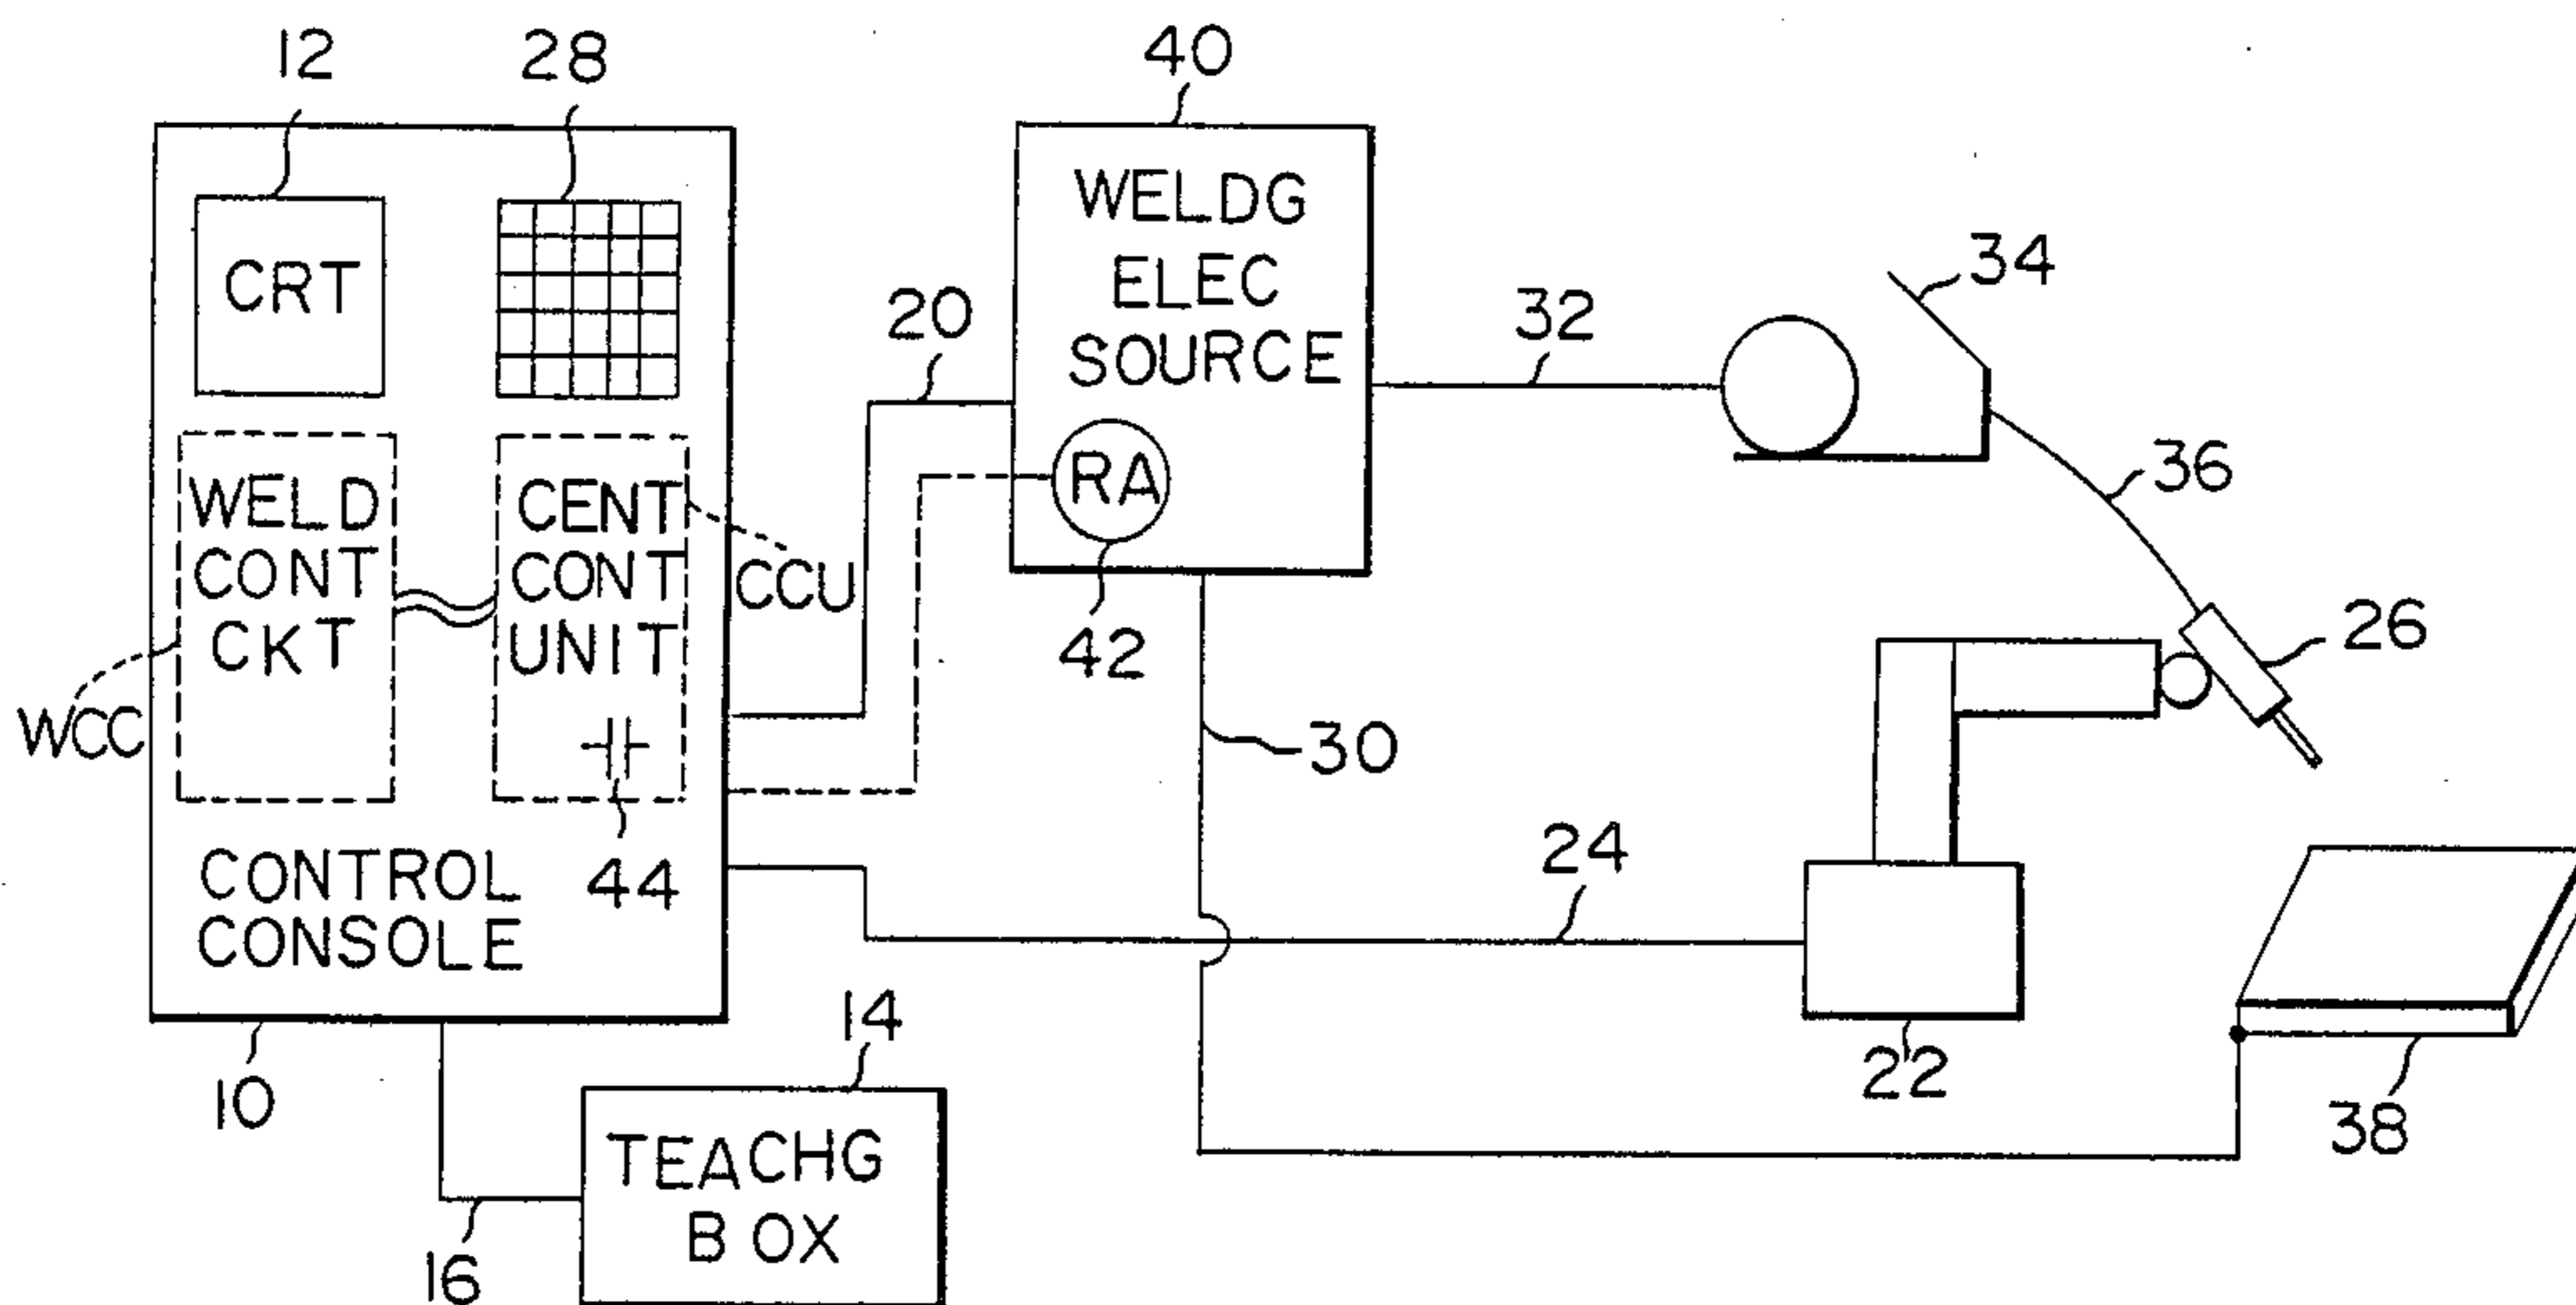 12
28
40
CRT
WELDG
ELEC
SOURCE
34
20
32
RA
36
WELD
CONT
CKT
CENT
CONT
UNIT
CCU
42
26
WCC
30
44
24
CONTROL
CONSOLE
14
22
10
38
TEACHG
BOX
16